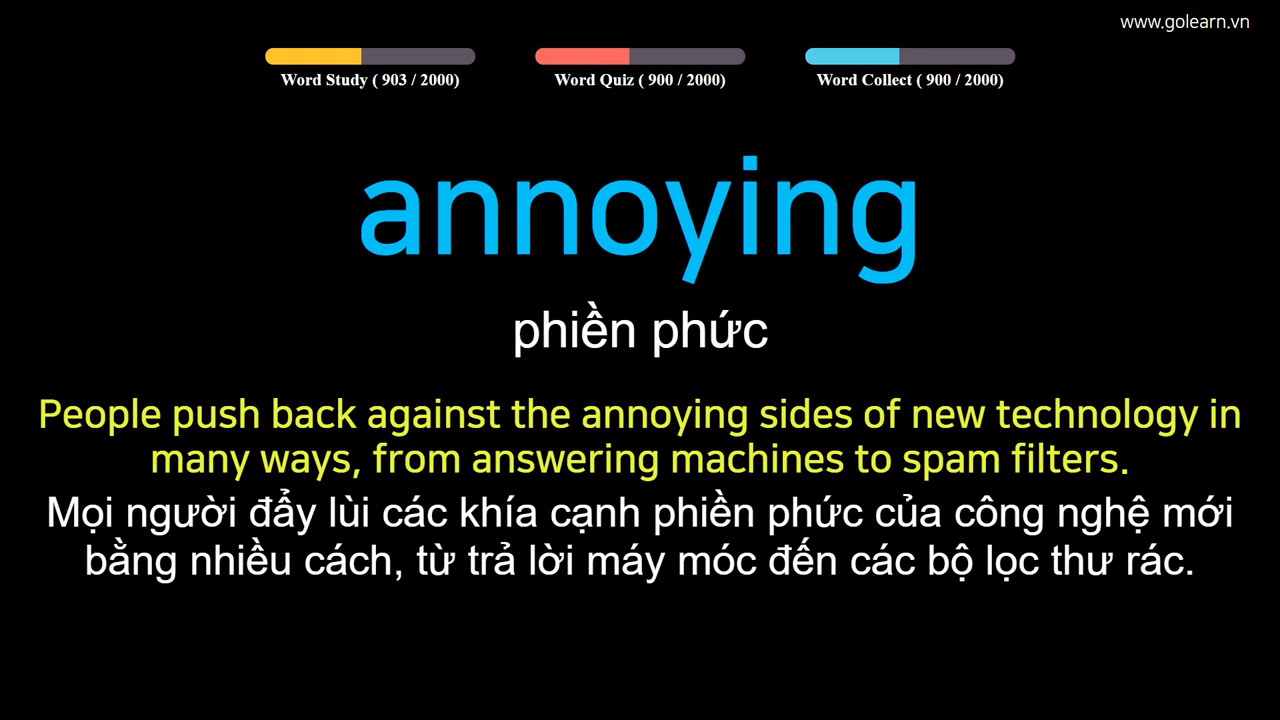 www.golearn.vn
Word Study ( 903 / 2000)
Word Quiz ( 900 / 2000)
Word Collect ( 900 / 2000)
annoying
phiền phức
People push back against the annoying sides of new technology in
many ways, from answering machines to spam filters.
Mọi người đẩy lùi các khía cạnh phiền phức của công nghệ mới
bằng nhiều cách, từ trả lời máy móc đến các bộ lọc thư rác.